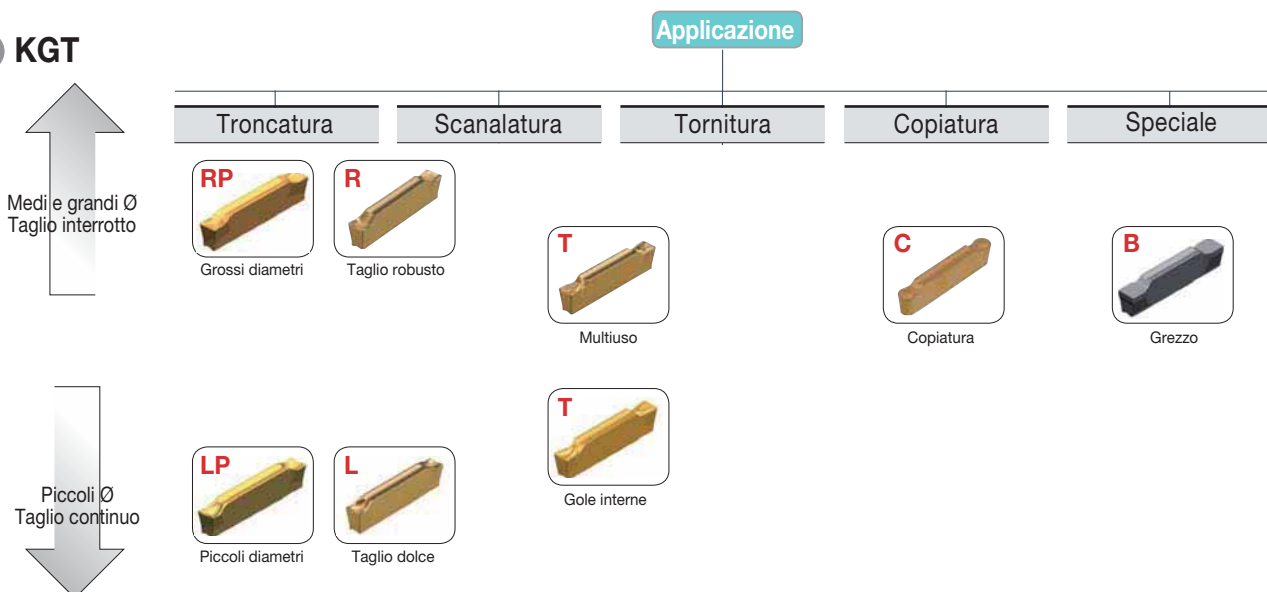 Applicazione
KGT
Troncatura
Scanalatura
Tornitura
Copiatura
Speciale
Medi e grandi Ø
Taglio interrotto
RP
Grossi diametri
R
Taglio robusto
T
Multiuso
C
Copiatura
B
Grezzo
T
Gole interne
Piccoli Ø
Taglio continuo
LP
Piccoli diametri
L
Taglio dolce